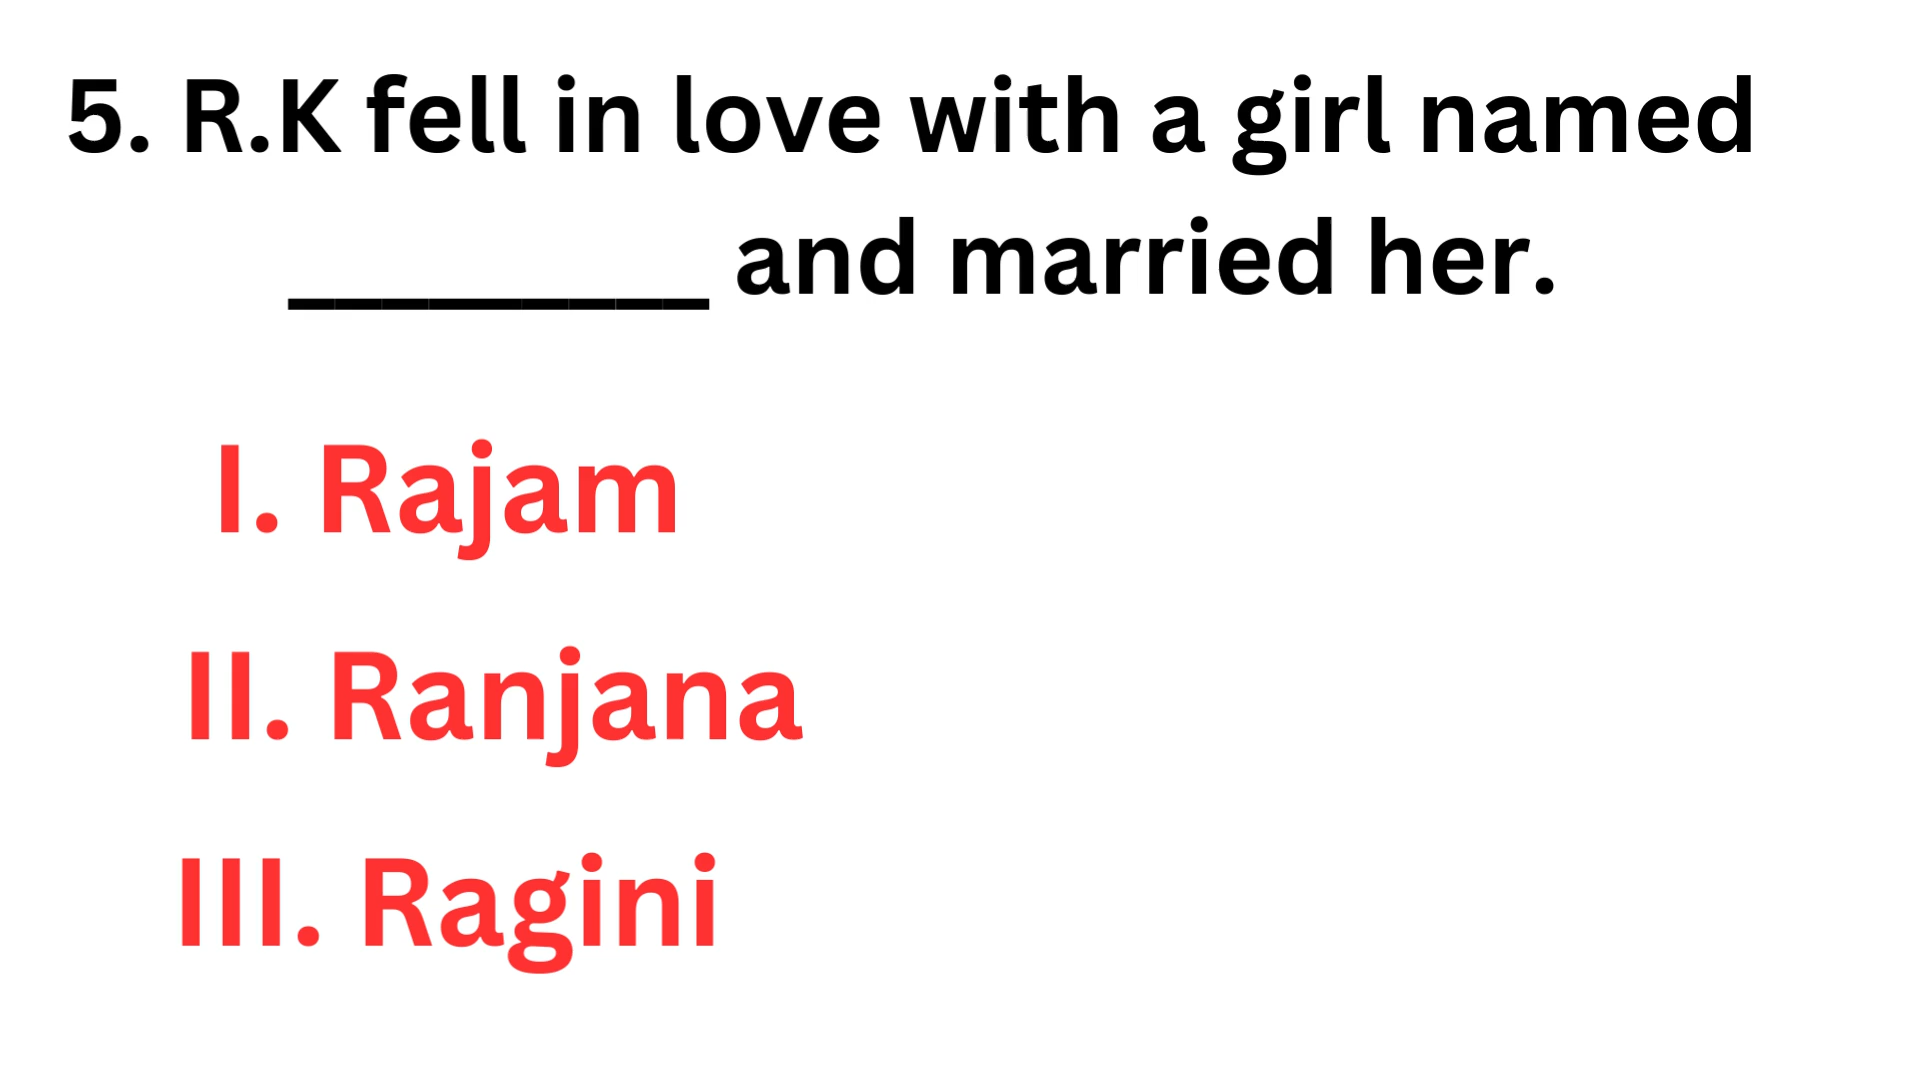 5. R.K fell in love with a girl named
_________ and married her.
I. Rajam
II. Ranjana
III. Ragini